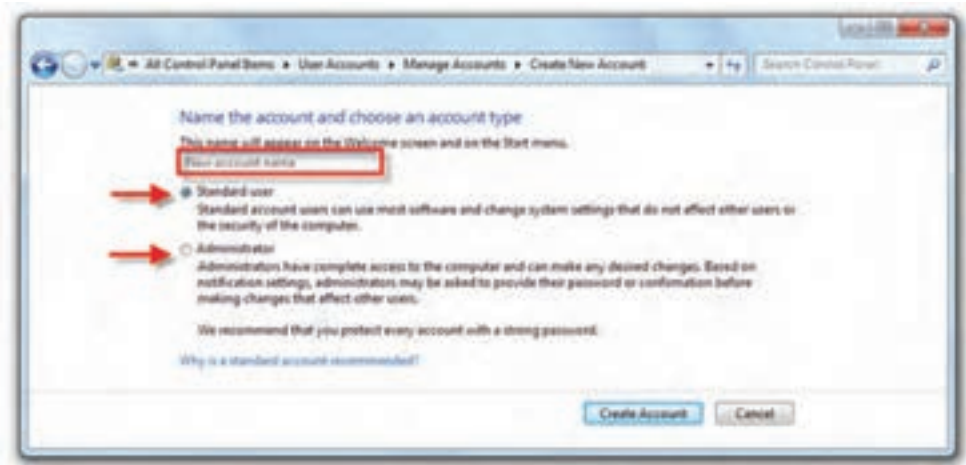 All Control Panel Items ▸ User Accounts ▸ Manage Accounts ▸ Create New Account
Search Control Panel
Name the account and choose an account type
This name will appear on the Welcome screen and on the Start menu.
New account name
Standard user
Standard account users can use most software and change system settings that do not affect other users or
the security of the computer.
Administrator
Administrators have complete access to the computer and can make any desired changes. Based on
notification settings, administrators may be asked to provide their password or confirmation before
making changes that affect other users.
We recommend that you protect every account with a strong password.
Why is a standard account recommended?
Create Account
Cancel